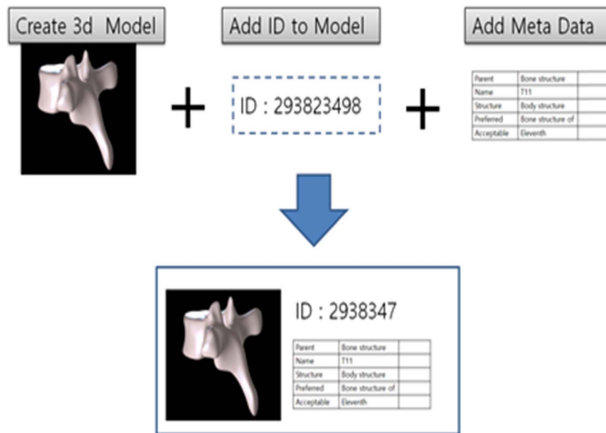 Create 3d Model
Add ID to Model
Add Meta Data
ID : 293823498
Parent Bone structure
Name T11
Structure Body structure
Preferred Bone structure of
Acceptable Eleventh
ID : 2938347
Parent Bone structure
Name T11
Structure Body structure
Preferred Bone structure of
Acceptable Eleventh